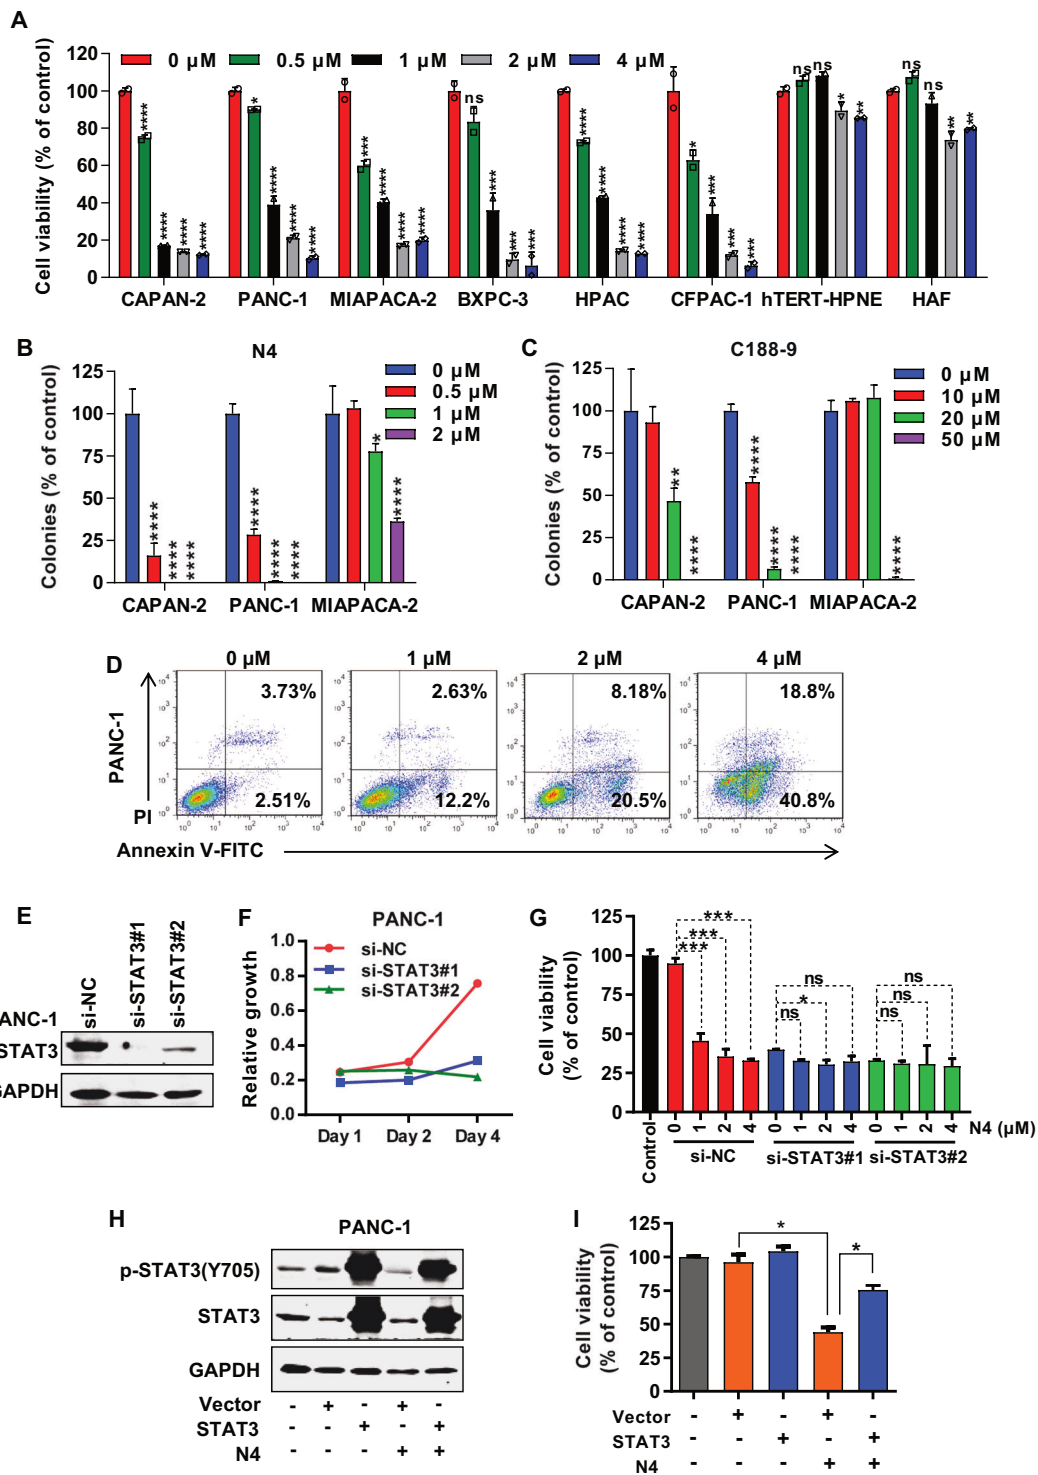 A
0 μM 0.5 μM 1 μM 2 μM 4 μM
Cell viability (% of control)
120
100
80
60
40
20
0
**** **** **** ****
* **** **** ****
*** **** **** ****
ns *** *** ****
**** **** **** ****
* *** *** ***
ns ns * **
ns ns ** **
CAPAN-2 PANC-1 MIAPACA-2 BXPC-3 HPAC CFPAC-1 hTERT-HPNE HAF
B
N4
Colonies (% of control)
125
100
75
50
25
0
0 μM
0.5 μM
1 μM
2 μM
**** **** ****
**** **** ****
* ****
CAPAN-2 PANC-1 MIAPACA-2
C
C188-9
Colonies (% of control)
125
100
75
50
25
0
0 μM
10 μM
20 μM
50 μM
** ****
**** **** ****
****
CAPAN-2 PANC-1 MIAPACA-2
D
0 μM 1 μM 2 μM 4 μM
PANC-1
PI
3.73% 2.63% 8.18% 18.8%
2.51% 12.2% 20.5% 40.8%
10⁰ 10¹ 10² 10³ 10⁴
Annexin V-FITC
E
si-NC si-STAT3#1 si-STAT3#2
ANC-1
STAT3
GAPDH
F
PANC-1
Relative growth
1.0
0.8
0.6
0.4
0.2
0.0
si-NC
si-STAT3#1
si-STAT3#2
Day 1 Day 2 Day 4
G
Cell viability
(% of control)
125
100
75
50
25
0
*** *** ***
ns * ns
ns ns ns
Control 0 1 2 4 0 1 2 4 0 1 2 4 N4 (μM)
si-NC si-STAT3#1 si-STAT3#2
H
PANC-1
p-STAT3(Y705)
STAT3
GAPDH
Vector - + - + -
STAT3 - - + - +
N4 - - - + +
I
Cell viability
(% of control)
125
100
75
50
25
0
* *
Vector - + - + -
STAT3 - - + - +
N4 - - - + +